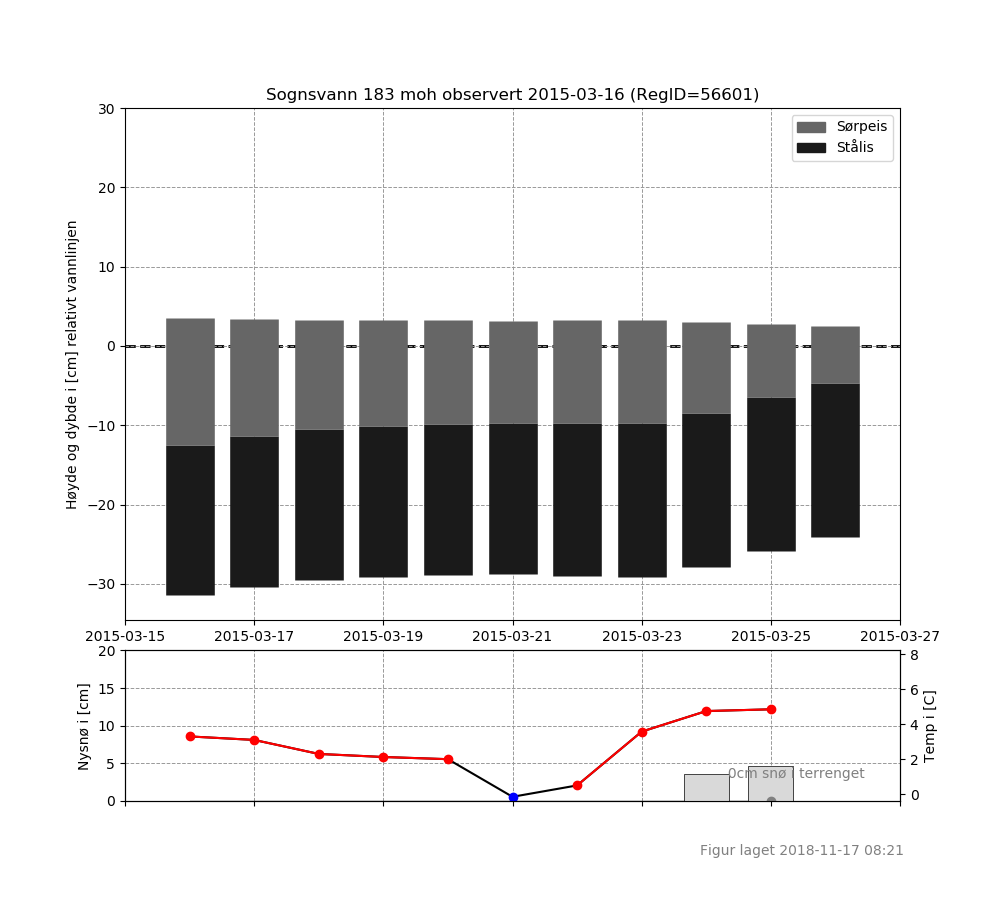 Sognsvann 183 moh observert 2015-03-16 (RegID=56601)
Sørpeis
Stålis
Høyde og dybde i [cm] relativt vannlinjen
30
20
10
0
−10
−20
−30
2015-03-15 2015-03-17 2015-03-19 2015-03-21 2015-03-23 2015-03-25 2015-03-27
Nysnø i [cm]
20
15
10
5
0
8
6
4
2
0
Temp i [C]
0cm snø i terrenget
Figur laget 2018-11-17 08:21